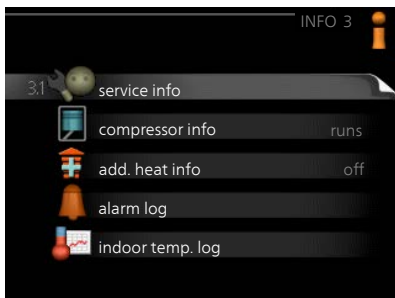 INFO 3
3.1 service info
compressor info runs
add. heat info off
alarm log
indoor temp. log